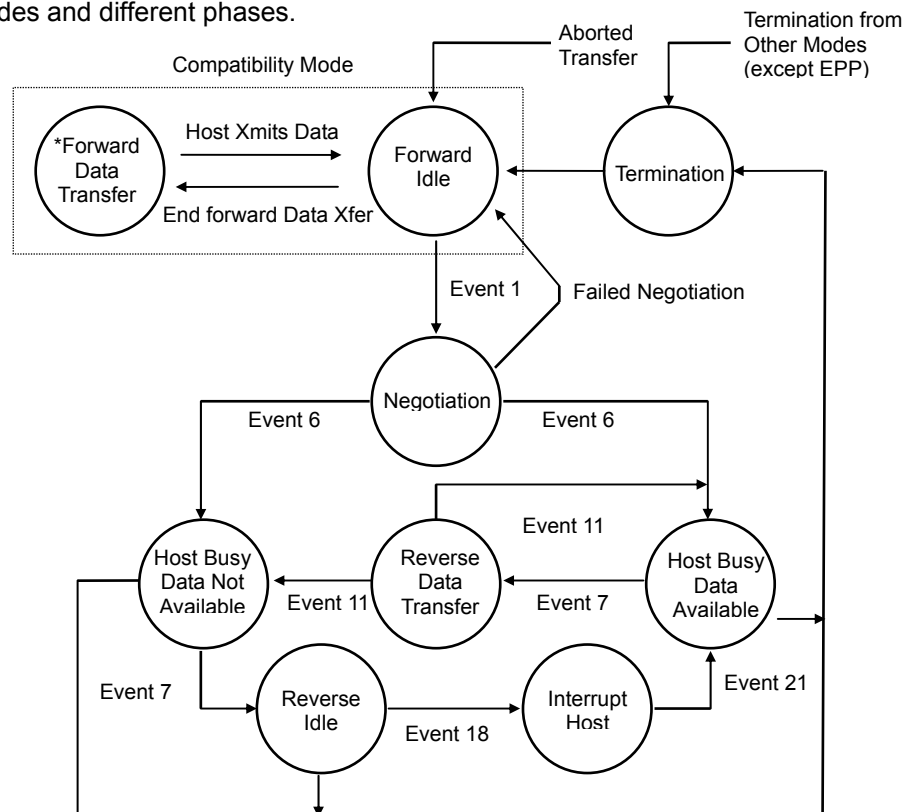 des and different phases.
Termination from
Other Modes
(except EPP)
Aborted
Transfer
Compatibility Mode
*Forward
Data
Transfer
Host Xmits Data
End forward Data Xfer
Forward
Idle
Termination
Event 1
Failed Negotiation
Negotiation
Event 6
Event 6
Event 11
Host Busy
Data Not
Available
Event 11
Reverse
Data
Transfer
Event 7
Host Busy
Data
Available
Event 7
Reverse
Idle
Event 18
Interrupt
Host
Event 21